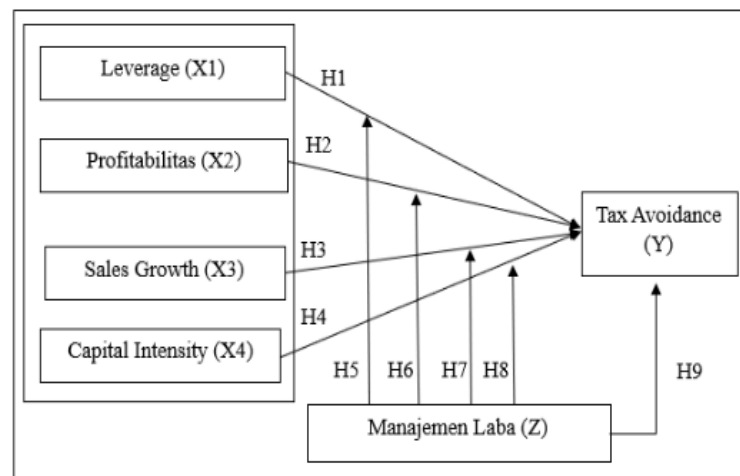 Leverage (X1)
H1
Profitabilitas (X2)
H2
Tax Avoidance
(Y)
Sales Growth (X3)
H3
Capital Intensity (X4)
H4
H5
H6
H7
H8
H9
Manajemen Laba (Z)